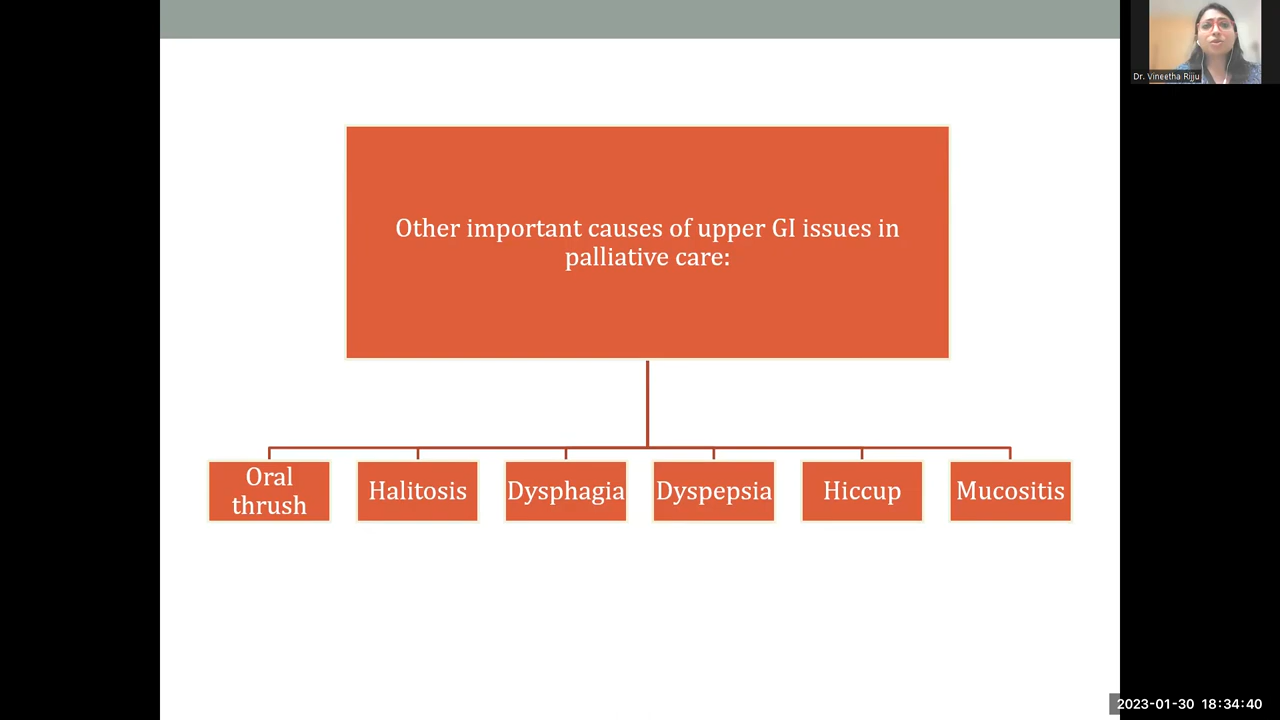 Dr. Vineetha Rijju
Other important causes of upper GI issues in
palliative care:
Oral
thrush
Halitosis
Dysphagia
Dyspepsia
Hiccup
Mucositis
2023-01-30 18:34:40